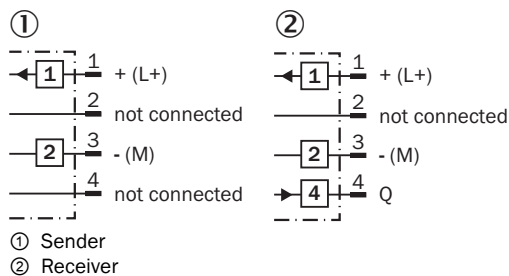 ① ②
1 1 + (L+)
2 not connected
2 3 - (M)
4 not connected
1 1 + (L+)
2 not connected
2 3 - (M)
4 4 Q
① Sender
② Receiver